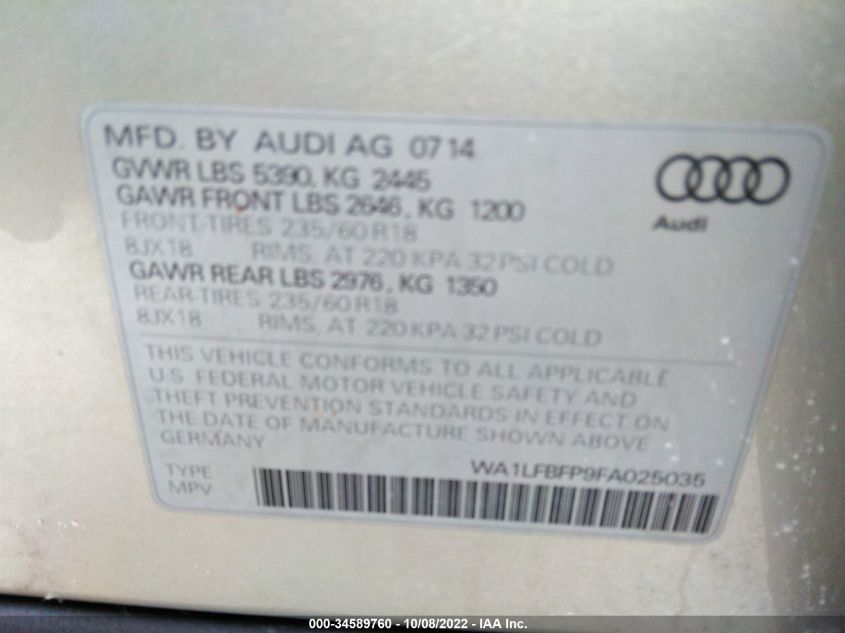 MFD. BY AUDI AG 0714
GVWR LBS 5390, KG 2445
GAWR FRONT LBS 2646, KG 1200
FRONT-TIRES 235/60 R18
8JX18 RIMS, AT 220 KPA 32 PSI COLD
GAWR REAR LBS 2976, KG 1350
REAR-TIRES 235/60 R18
8JX18 RIMS, AT 220 KPA 32 PSI COLD
Audi
THIS VEHICLE CONFORMS TO ALL APPLICABLE
U.S. FEDERAL MOTOR VEHICLE SAFETY AND
THEFT PREVENTION STANDARDS IN EFFECT ON
THE DATE OF MANUFACTURE SHOWN ABOVE
GERMANY
TYPE WA1LFBFP9FA025035
MPV
000-34589760 - 10/08/2022 - IAA Inc.